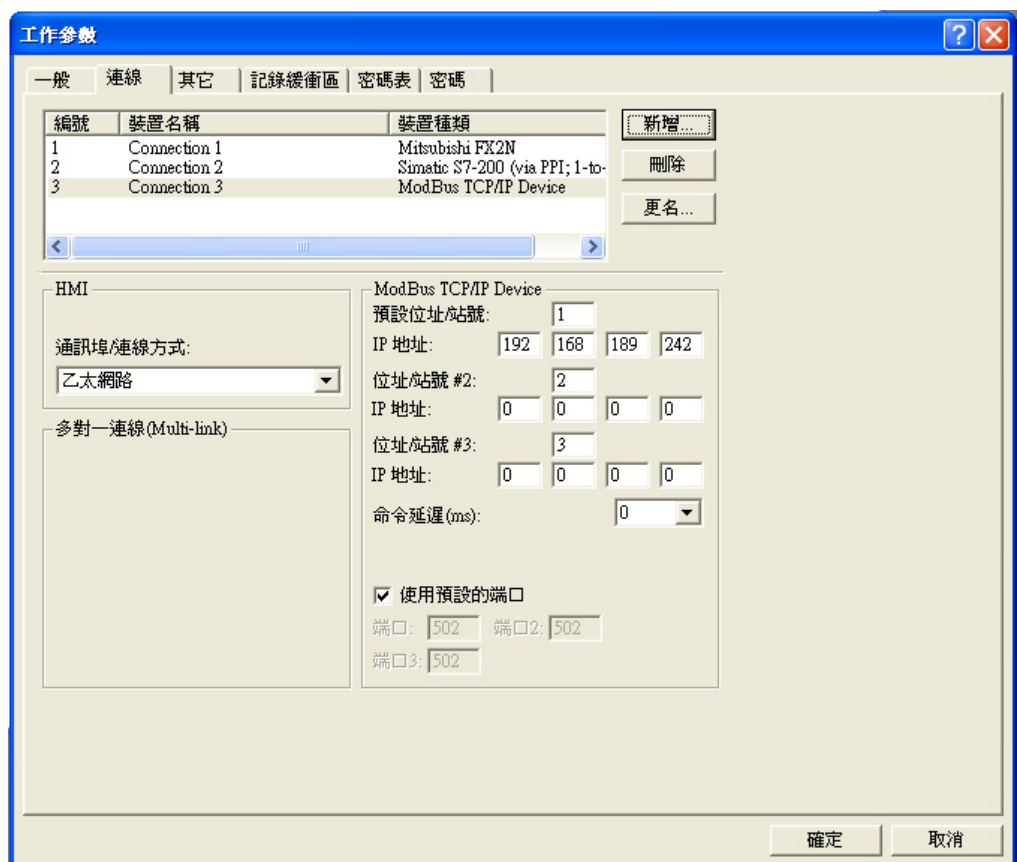 工作參數
一般 連線 其它 記錄緩衝區 密碼表 密碼
編號 裝置名稱 裝置種類
1 Connection 1 Mitsubishi FX2N
2 Connection 2 Simatic S7-200 (via PPI; 1-to-
3 Connection 3 ModBus TCP/IP Device
新增...
刪除
更名...
HMI
通訊埠/連線方式:
乙太網路
多對一連線(Multi-link)
ModBus TCP/IP Device
預設位址/站號: 1
IP 地址: 192 168 189 242
位址/站號 #2: 2
IP 地址: 0 0 0 0
位址/站號 #3: 3
IP 地址: 0 0 0 0
命令延遲(ms): 0
使用預設的端口
端口: 502 端口2: 502
端口3: 502
確定 取消